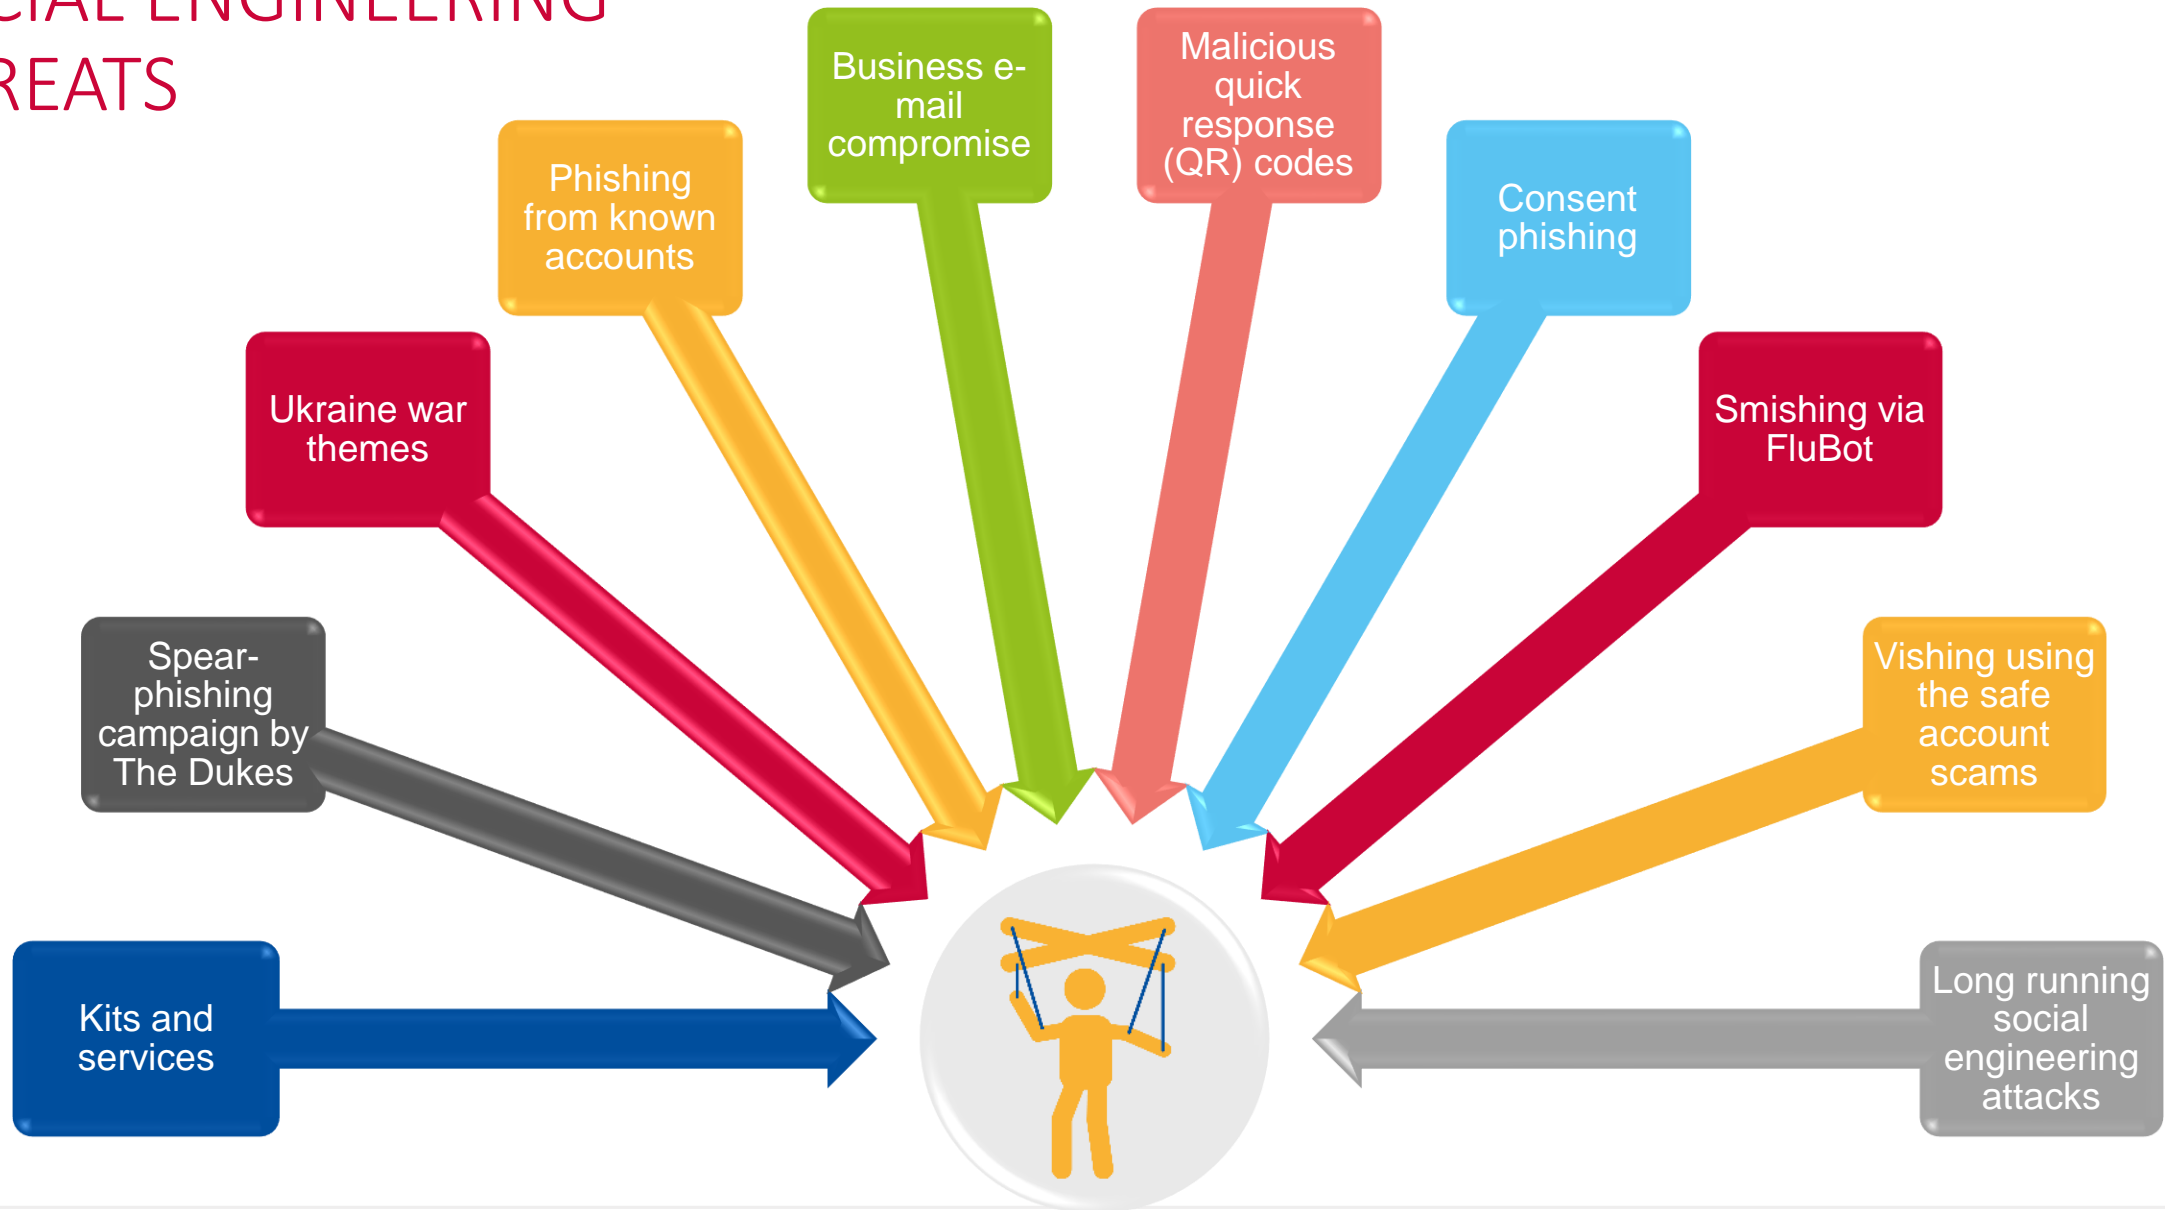 CIAL ENGINEERING
REATS
Business e-
mail
compromise
Malicious
quick
response
(QR) codes
Phishing
from known
accounts
Consent
phishing
Ukraine war
themes
Smishing via
FluBot
Spear-
phishing
campaign by
The Dukes
Vishing using
the safe
account
scams
Kits and
services
Long running
social
engineering
attacks